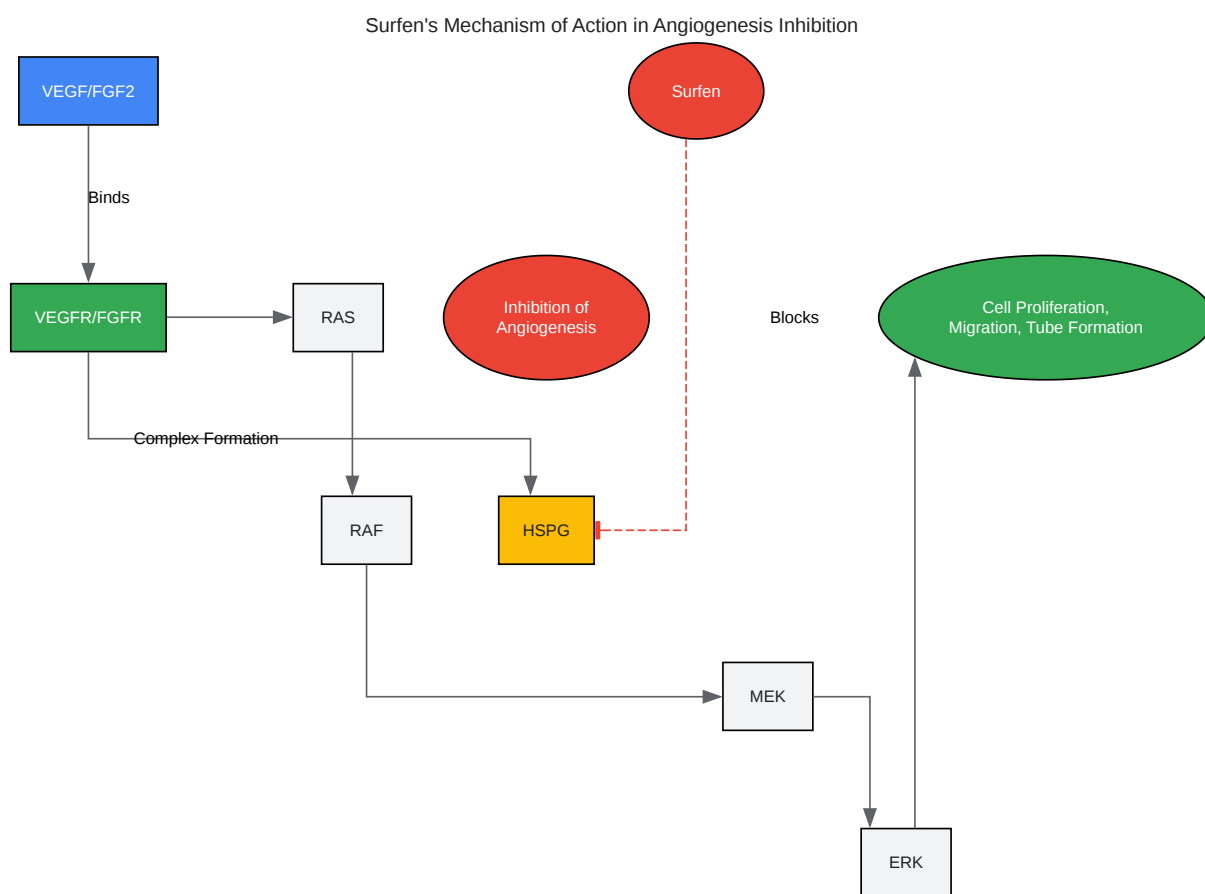 Surfen's Mechanism of Action in Angiogenesis Inhibition
VEGF/FGF2
Surfen
Binds
VEGFR/FGFR
RAS
Inhibition of
Angiogenesis
Blocks
Cell Proliferation,
Migration, Tube Formation
Complex Formation
RAF
HSPG
MEK
ERK